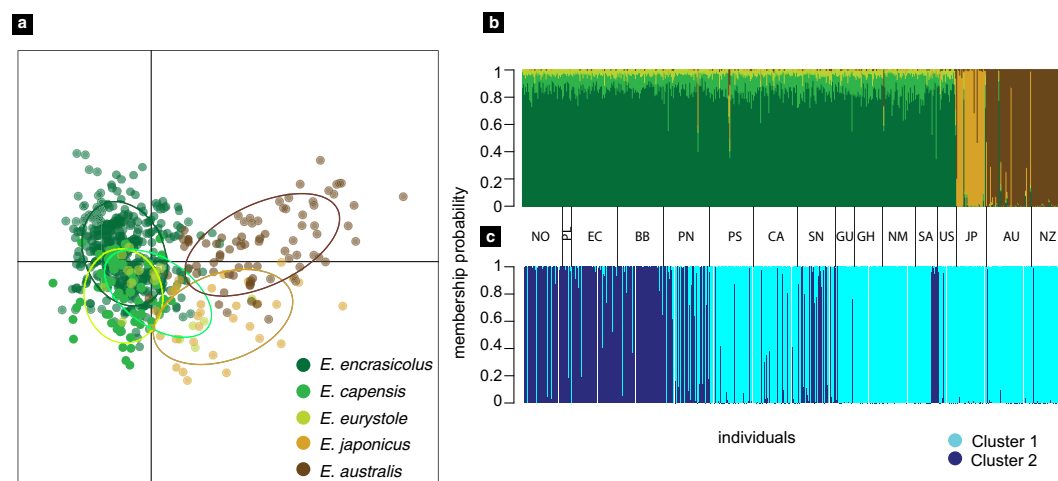 a
E. encrasicolus
E. capensis
E. eurystole
E. japonicus
E. australis
b
1
0.8
0.6
0.4
0.2
0
membership probability
c
NO PL EC BB PN PS CA SN GU GH NM SA US JP AU NZ
1
0.8
0.6
0.4
0.2
0
individuals
Cluster 1
Cluster 2